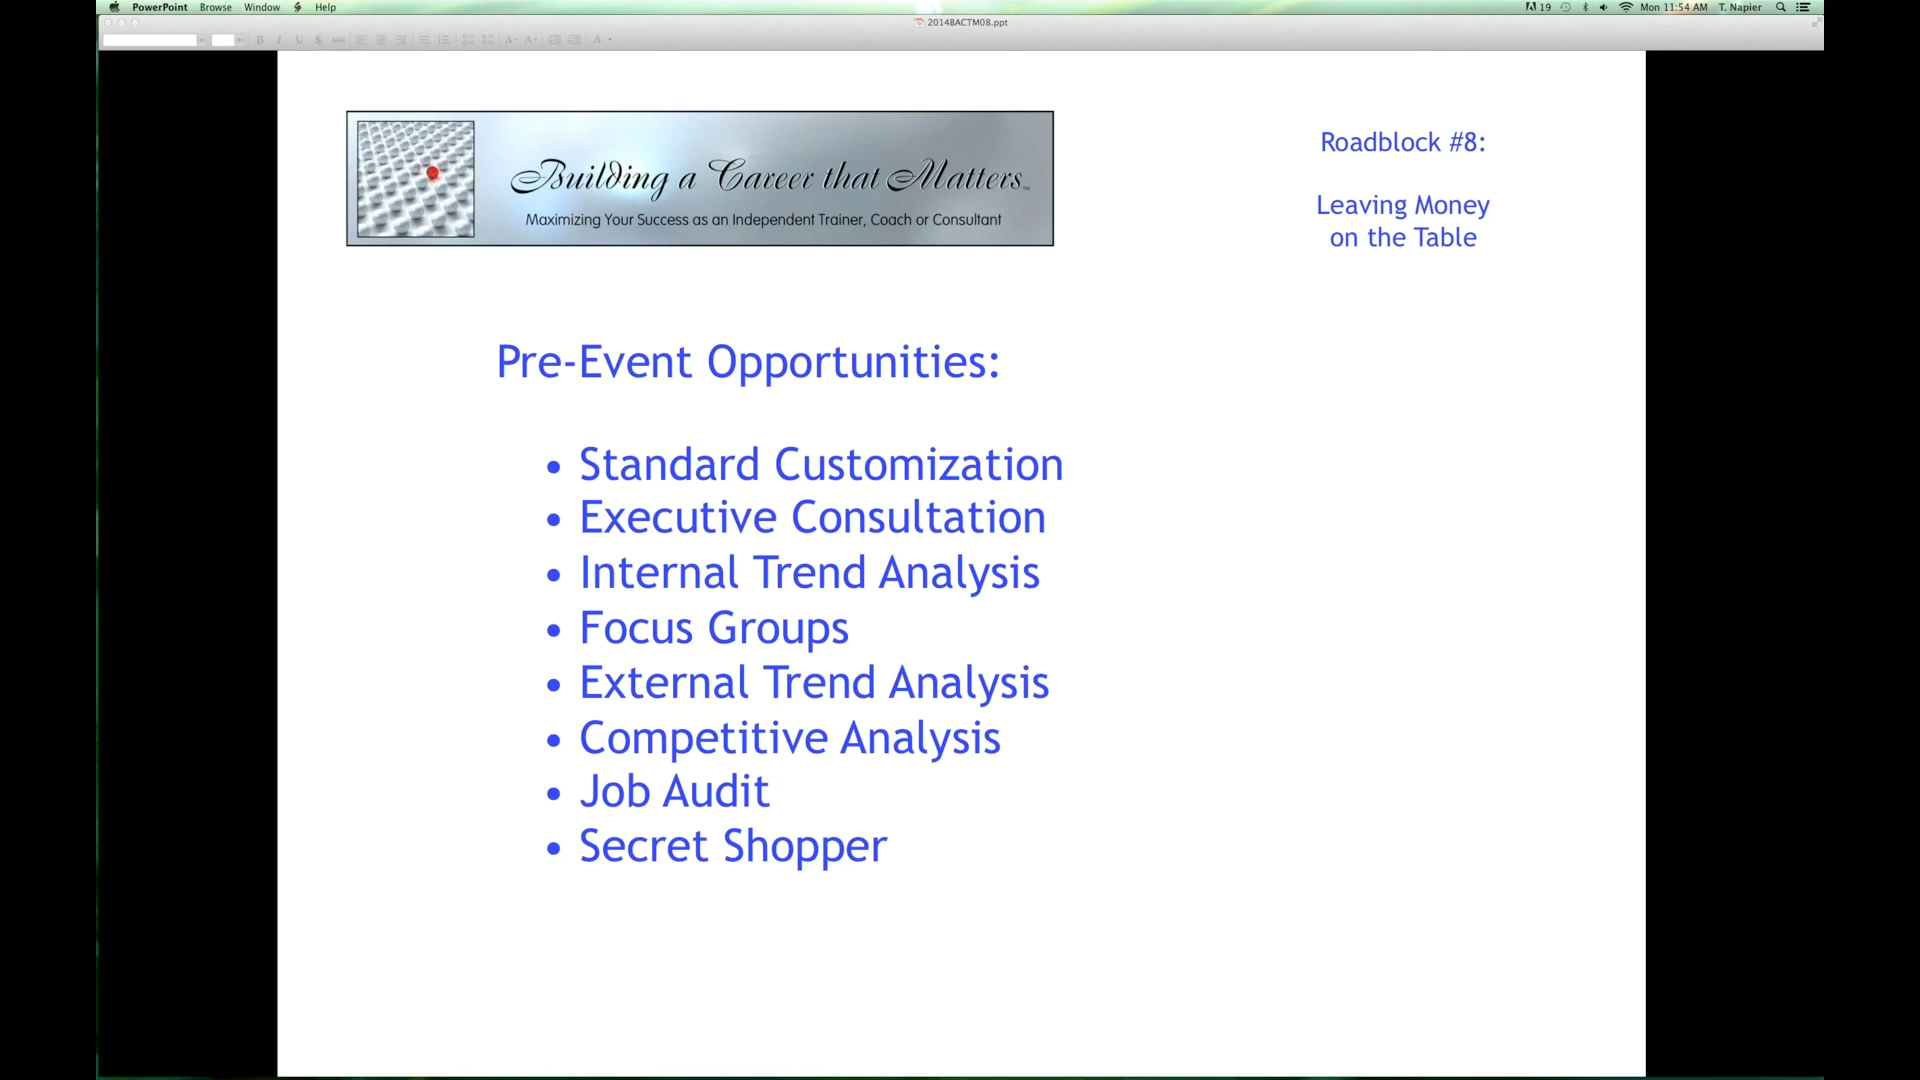 PowerPoint Browse Window Help
19 Mon 11:54 AM T. Napier
2014BACTM08.ppt
Building a Career that Matters™
Maximizing Your Success as an Independent Trainer, Coach or Consultant
Roadblock #8:
Leaving Money
on the Table
Pre-Event Opportunities:
• Standard Customization
• Executive Consultation
• Internal Trend Analysis
• Focus Groups
• External Trend Analysis
• Competitive Analysis
• Job Audit
• Secret Shopper